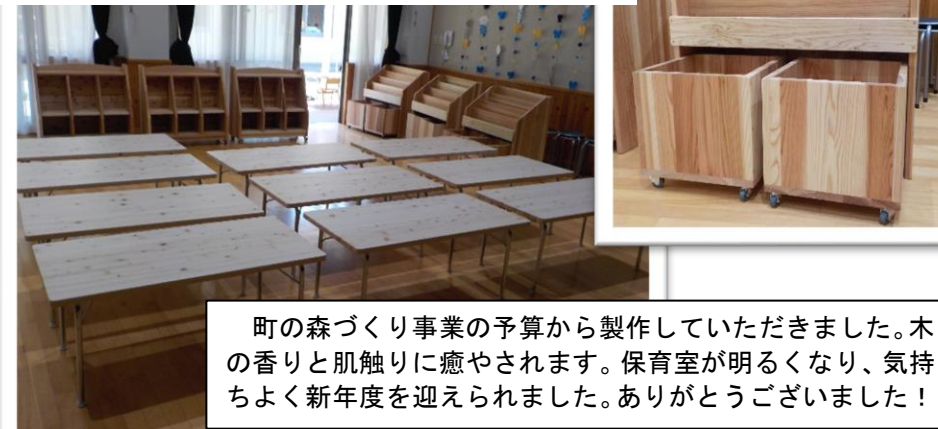 町の森づくり事業の予算から製作していただきました。木
の香りと肌触りに癒やされます。保育室が明るくなり、気持
ちよく新年度を迎えられました。ありがとうございました！